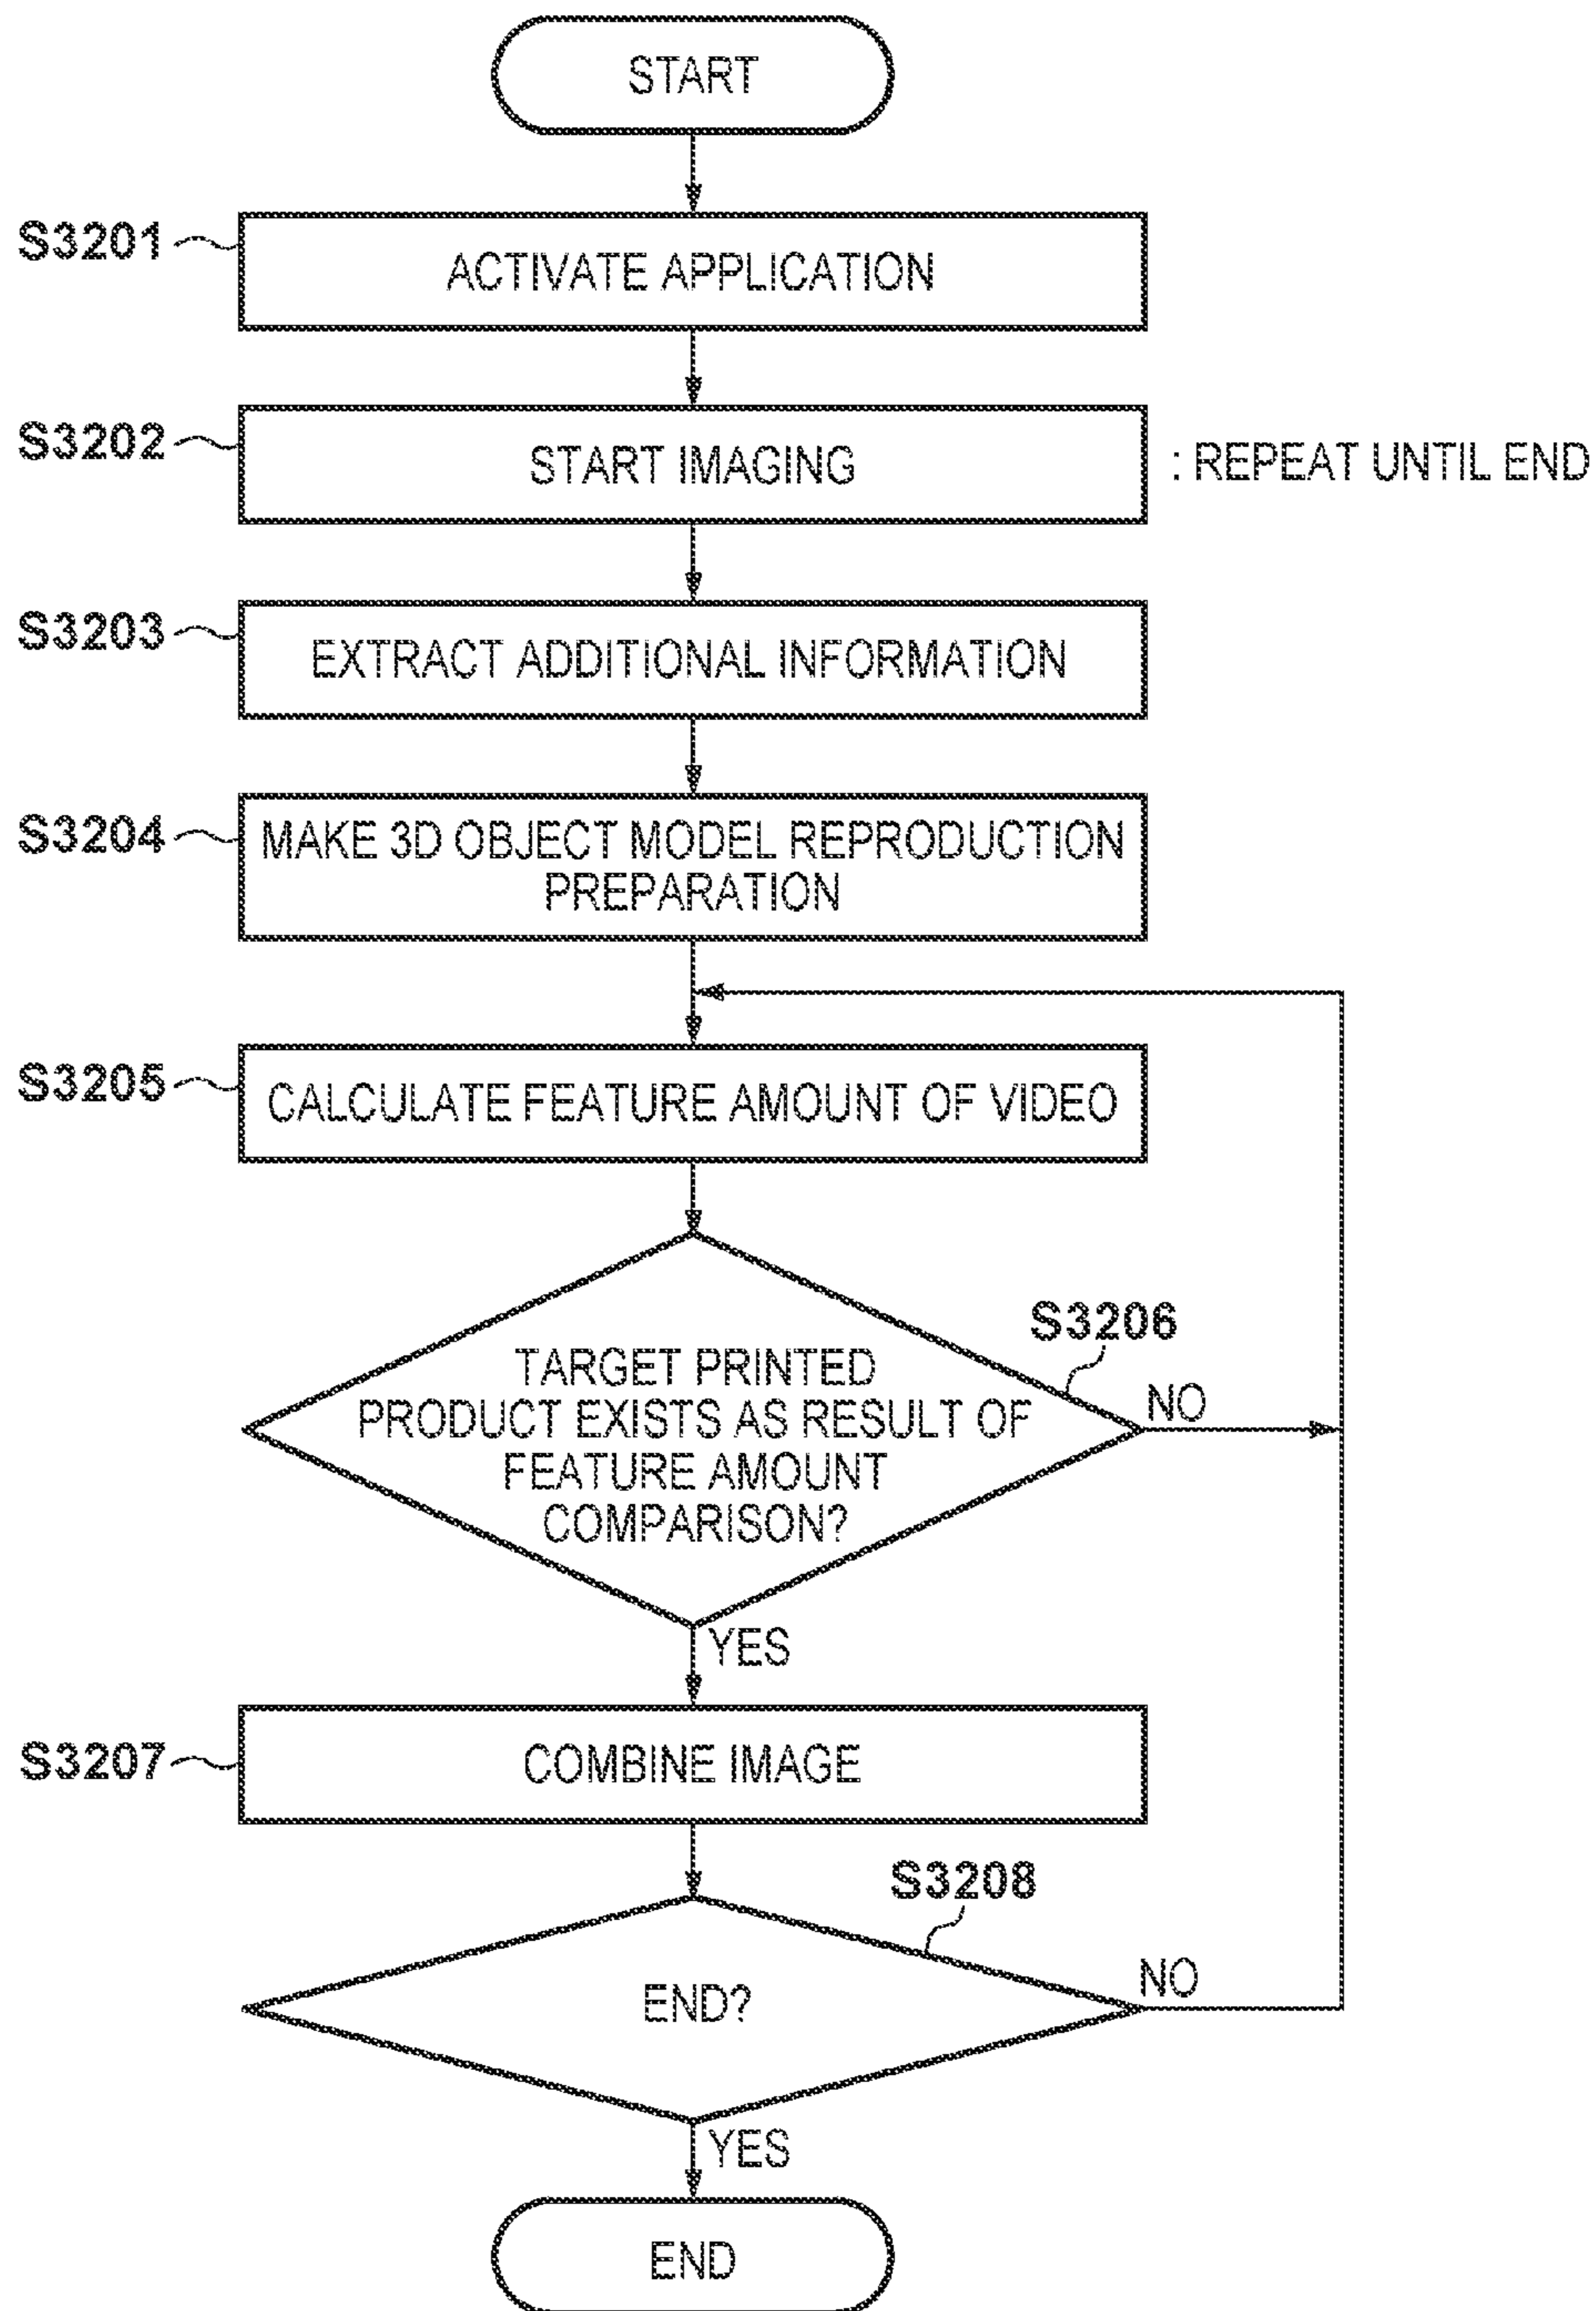 START
S3201
ACTIVATE APPLICATION
S3202
START IMAGING
: REPEAT UNTIL END
S3203
EXTRACT ADDITIONAL INFORMATION
S3204
MAKE 3D OBJECT MODEL REPRODUCTION
PREPARATION
S3205
CALCULATE FEATURE AMOUNT OF VIDEO
S3206
TARGET PRINTED
PRODUCT EXISTS AS RESULT OF
FEATURE AMOUNT
COMPARISON?
NO
YES
S3207
COMBINE IMAGE
S3208
END?
NO
YES
END